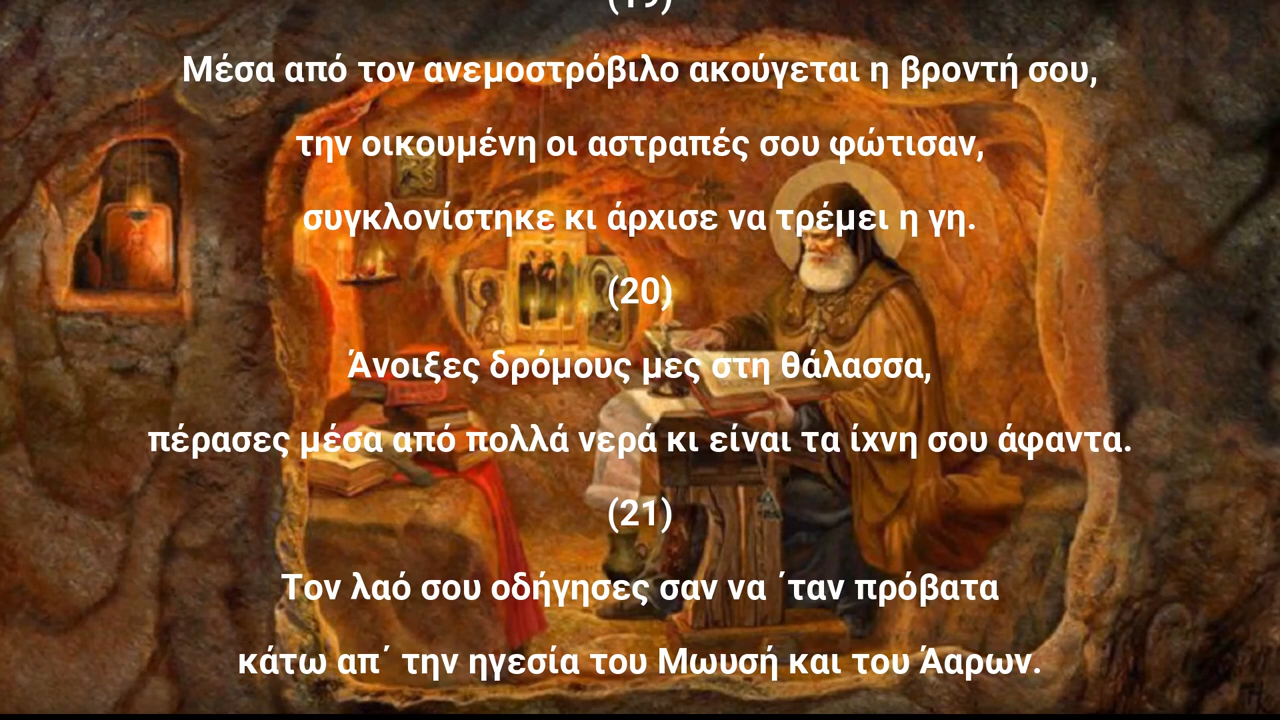 (19)
Μέσα από τον ανεμοστρόβιλο ακούγεται η βροντή σου,
την οικουμένη οι αστραπές σου φώτισαν,
συγκλονίστηκε κι άρχισε να τρέμει η γη.
(20)
Άνοιξες δρόμους μες στη θάλασσα,
πέρασες μέσα από πολλά νερά κι είναι τα ίχνη σου άφαντα.
(21)
Τον λαό σου οδήγησες σαν να ΄ταν πρόβατα
κάτω απ΄ την ηγεσία του Μωυσή και του Άαρων.